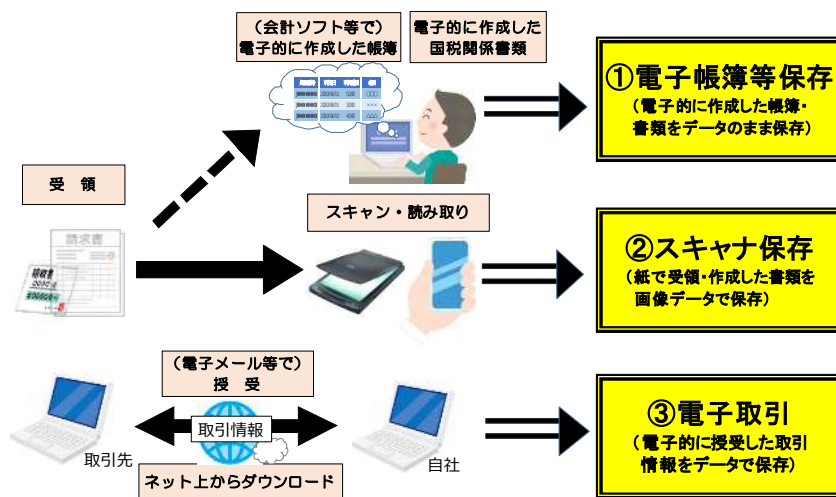 （会計ソフト等で）
電子的に作成した帳簿
電子的に作成した
国税関係書類
①電子帳簿等保存
（電子的に作成した帳簿・
書類をデータのまま保存）
受　領
請求書
領収書
スキャン・読み取り
②スキャナ保存
（紙で受領・作成した書類を
画像データで保存）
（電子メール等で）
授　受
取引情報
取引先
自社
ネット上からダウンロード
③電子取引
（電子的に授受した取引
情報をデータで保存）